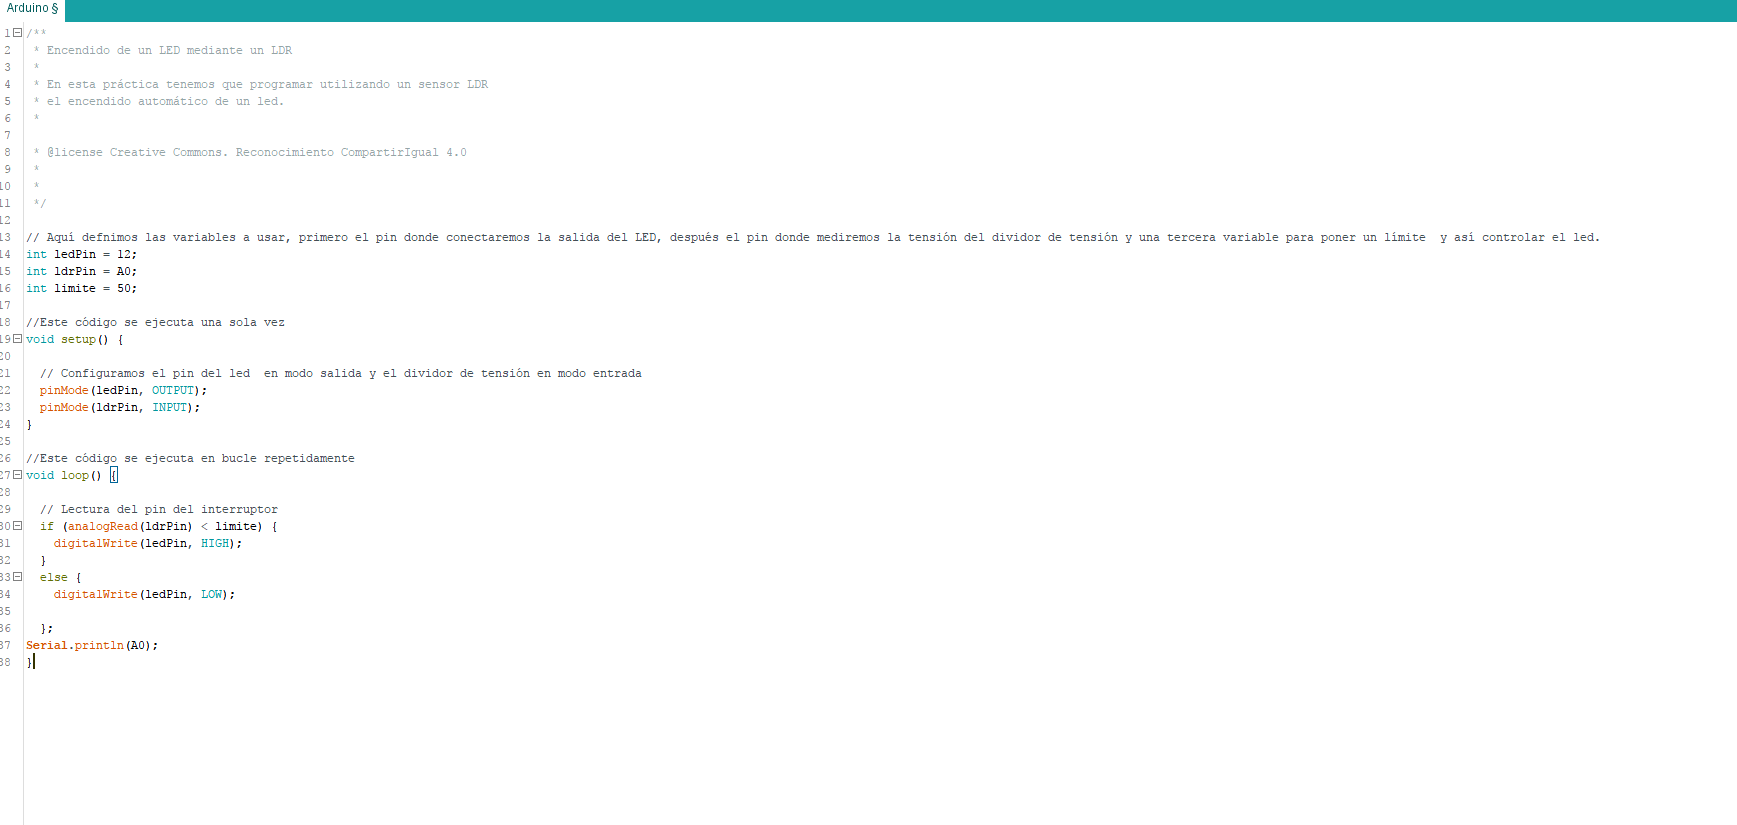 Arduino §
1 /**
2  * Encendido de un LED mediante un LDR
3  *
4  * En esta práctica tenemos que programar utilizando un sensor LDR
5  * el encendido automático de un led.
6  *
7
8  * @license Creative Commons. Reconocimiento CompartirIgual 4.0
9  *
10  *
11  */
12
13 // Aquí defnimos las variables a usar, primero el pin donde conectaremos la salida del LED, después el pin donde mediremos la tensión del dividor de tensión y una tercera variable para poner un límite  y así controlar el led.
14 int ledPin = 12;
15 int ldrPin = A0;
16 int limite = 50;
17
18 //Este código se ejecuta una sola vez
19 void setup() {
20
21   // Configuramos el pin del led  en modo salida y el dividor de tensión en modo entrada
22   pinMode(ledPin, OUTPUT);
23   pinMode(ldrPin, INPUT);
24 }
25
26 //Este código se ejecuta en bucle repetidamente
27 void loop() {
28
29   // Lectura del pin del interruptor
30   if (analogRead(ldrPin) < limite) {
31     digitalWrite(ledPin, HIGH);
32   }
33   else {
34     digitalWrite(ledPin, LOW);
35
36   };
37 Serial.println(A0);
38 }